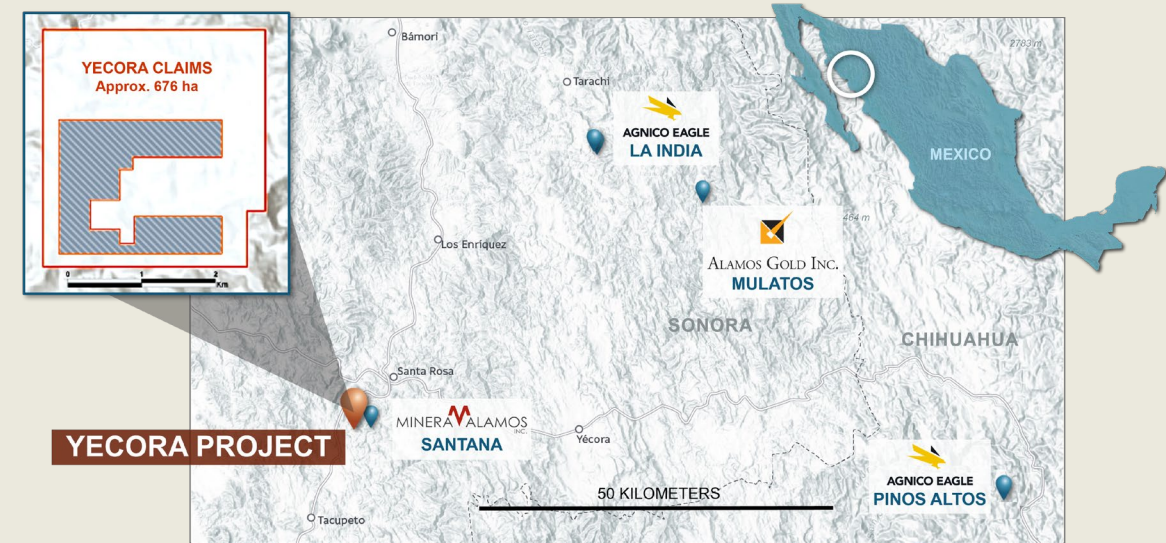 YECORA CLAIMS
Approx. 676 ha
0 1 2
Km
Bámori
Tarachi
2783 m
AGNICO EAGLE
LA INDIA
MEXICO
464 m
Los Enriquez
ALAMOS GOLD INC.
MULATOS
SONORA
CHIHUAHUA
Santa Rosa
MINERA ALAMOS
INC.
SANTANA
YECORA PROJECT
Yécora
AGNICO EAGLE
PINOS ALTOS
50 KILOMETERS
Tacupeto